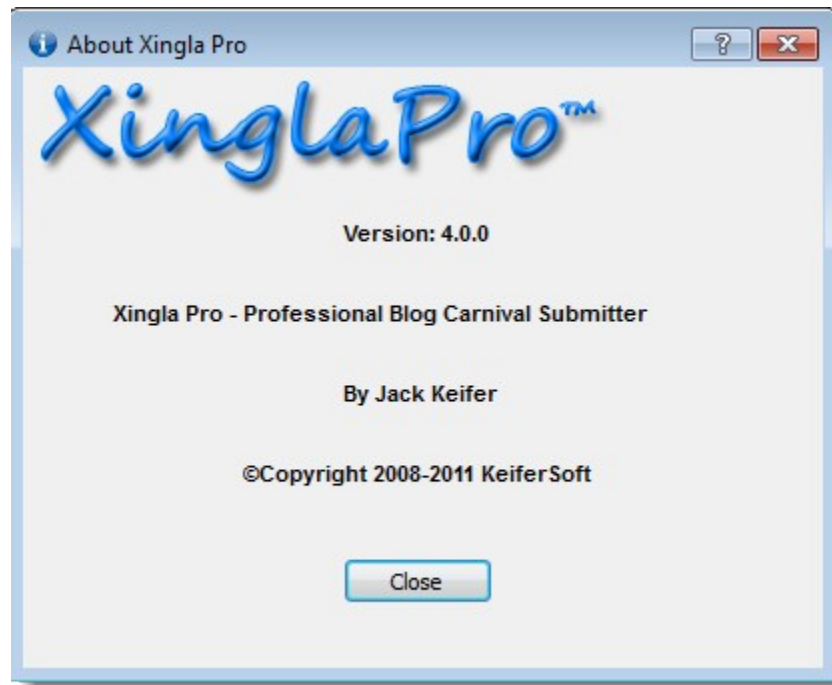 About Xingla Pro
XinglaPro™
Version: 4.0.0
Xingla Pro - Professional Blog Carnival Submitter
By Jack Keifer
©Copyright 2008-2011 KeiferSoft
Close